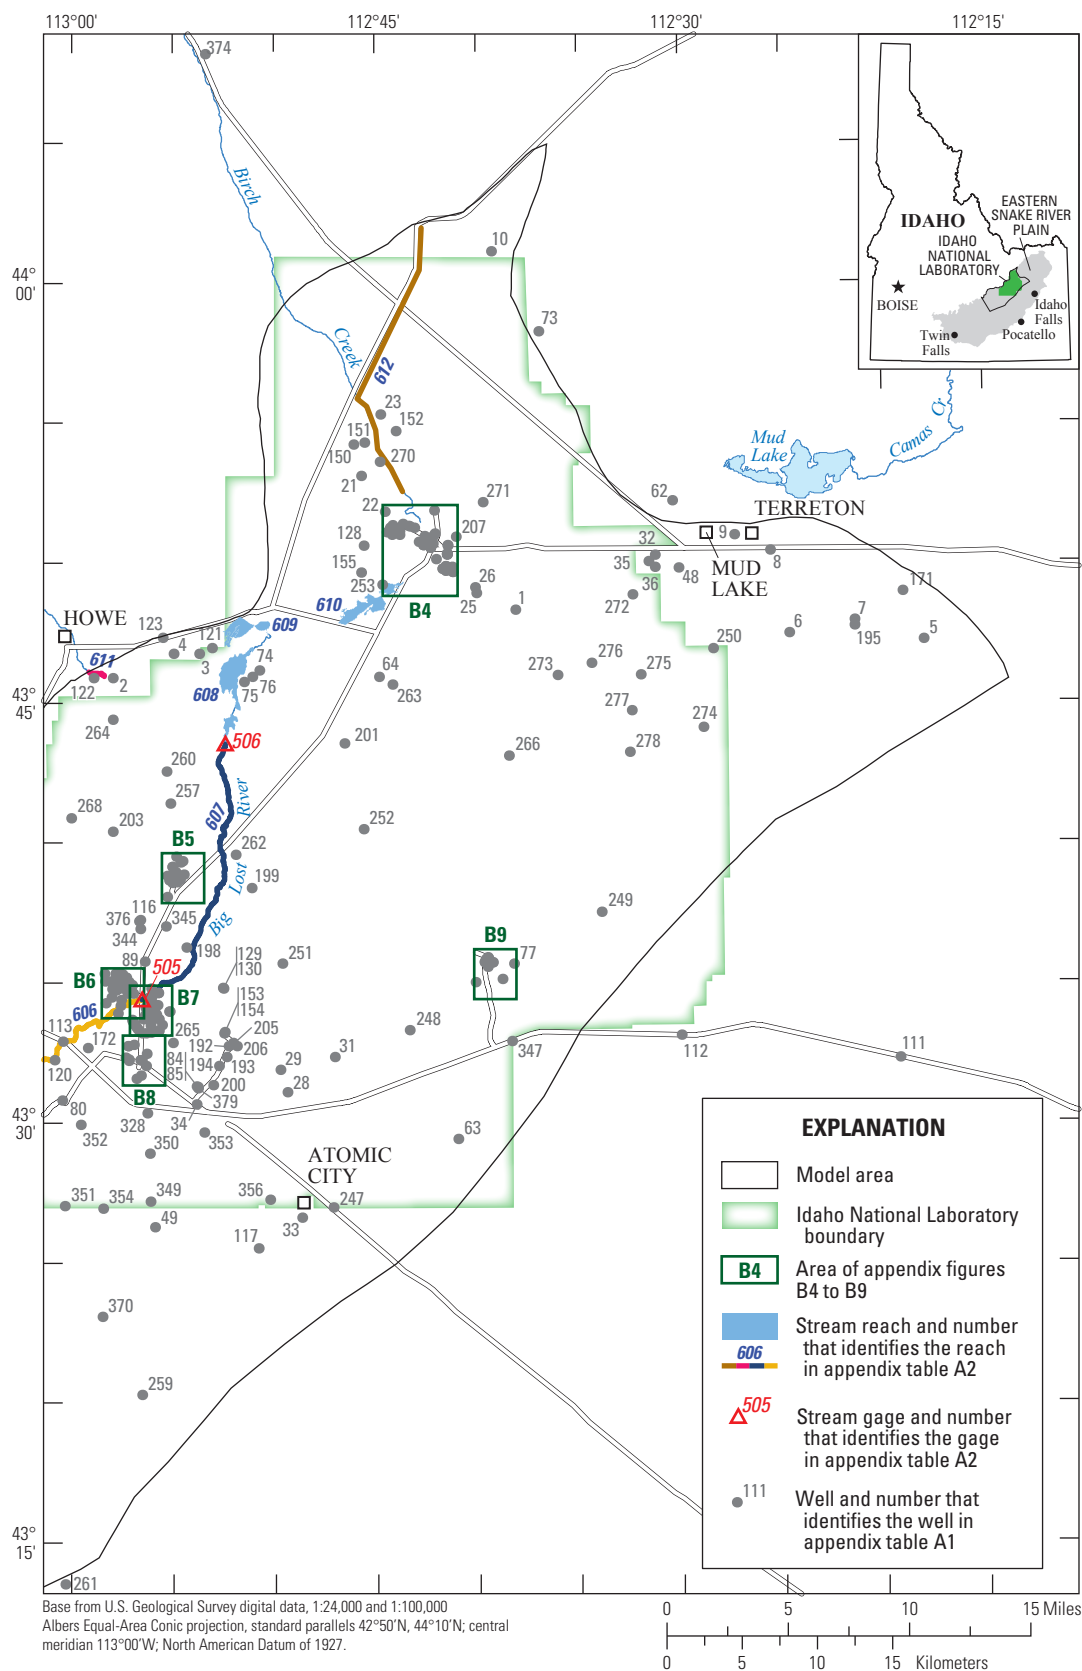 113°00'
112°45'
112°30'
112°15'
374
Birch
10
44°
00'
73
Creek
612
IDAHO
EASTERN
SNAKE RIVER
PLAIN
IDAHO
NATIONAL
LABORATORY
BOISE
Idaho
Falls
Twin
Falls
Pocatello
23
152
151
150
270
21
Mud
Lake
Camas Cr.
271
62
TERRETON
22
207
9
128
32
MUD
LAKE
8
155
35
36
48
253
26
25
1
272
171
B4
610
HOWE
123
121
609
7
6
195
5
4
3
250
611
122
2
74
64
273
276
275
608
75
76
263
43°
45'
264
277
274
506
201
266
278
260
257
River
607
268
203
252
B5
262
Lost
199
116
249
376
344
345
Big
B9
198
129
130
251
77
89
505
B6
B7
606
153
154
248
113
172
265
205
192
206
31
347
112
111
84
194
193
29
120
85
200
28
B8
80
379
43°
30'
328
34
352
350
353
63
ATOMIC
CITY
351
354
349
356
247
49
33
117
370
259
43°
15'
261
EXPLANATION
Model area
Idaho National Laboratory
boundary
B4
Area of appendix figures
B4 to B9
Stream reach and number
that identifies the reach
in appendix table A2
606
505
Stream gage and number
that identifies the gage
in appendix table A2
111
Well and number that
identifies the well in
appendix table A1
Base from U.S. Geological Survey digital data, 1:24,000 and 1:100,000
Albers Equal-Area Conic projection, standard parallels 42°50'N, 44°10'N; central
meridian 113°00'W; North American Datum of 1927.
0 5 10 15 Miles
0 5 10 15 Kilometers